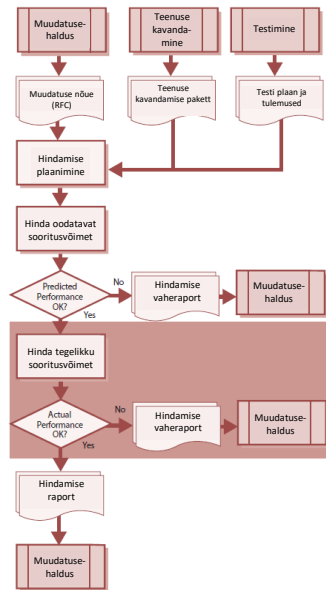 Muudatuse-
haldus
Teenuse
kavanda-
mine
Testimine
Muudatuse nõue
(RFC)
Teenuse
kavandamise pakett
Testi plaan ja
tulemused
Hindamise
plaanimine
Hinda oodatavat
sooritusvõimet
Predicted
Performance
OK?
No
Yes
Hindamise
vaheraport
Muudatuse-
haldus
Hinda tegelikku
sooritusvõimet
Actual
Performance
OK?
No
Yes
Hindamise
vaheraport
Muudatuse-
haldus
Hindamise
raport
Muudatuse-
haldus